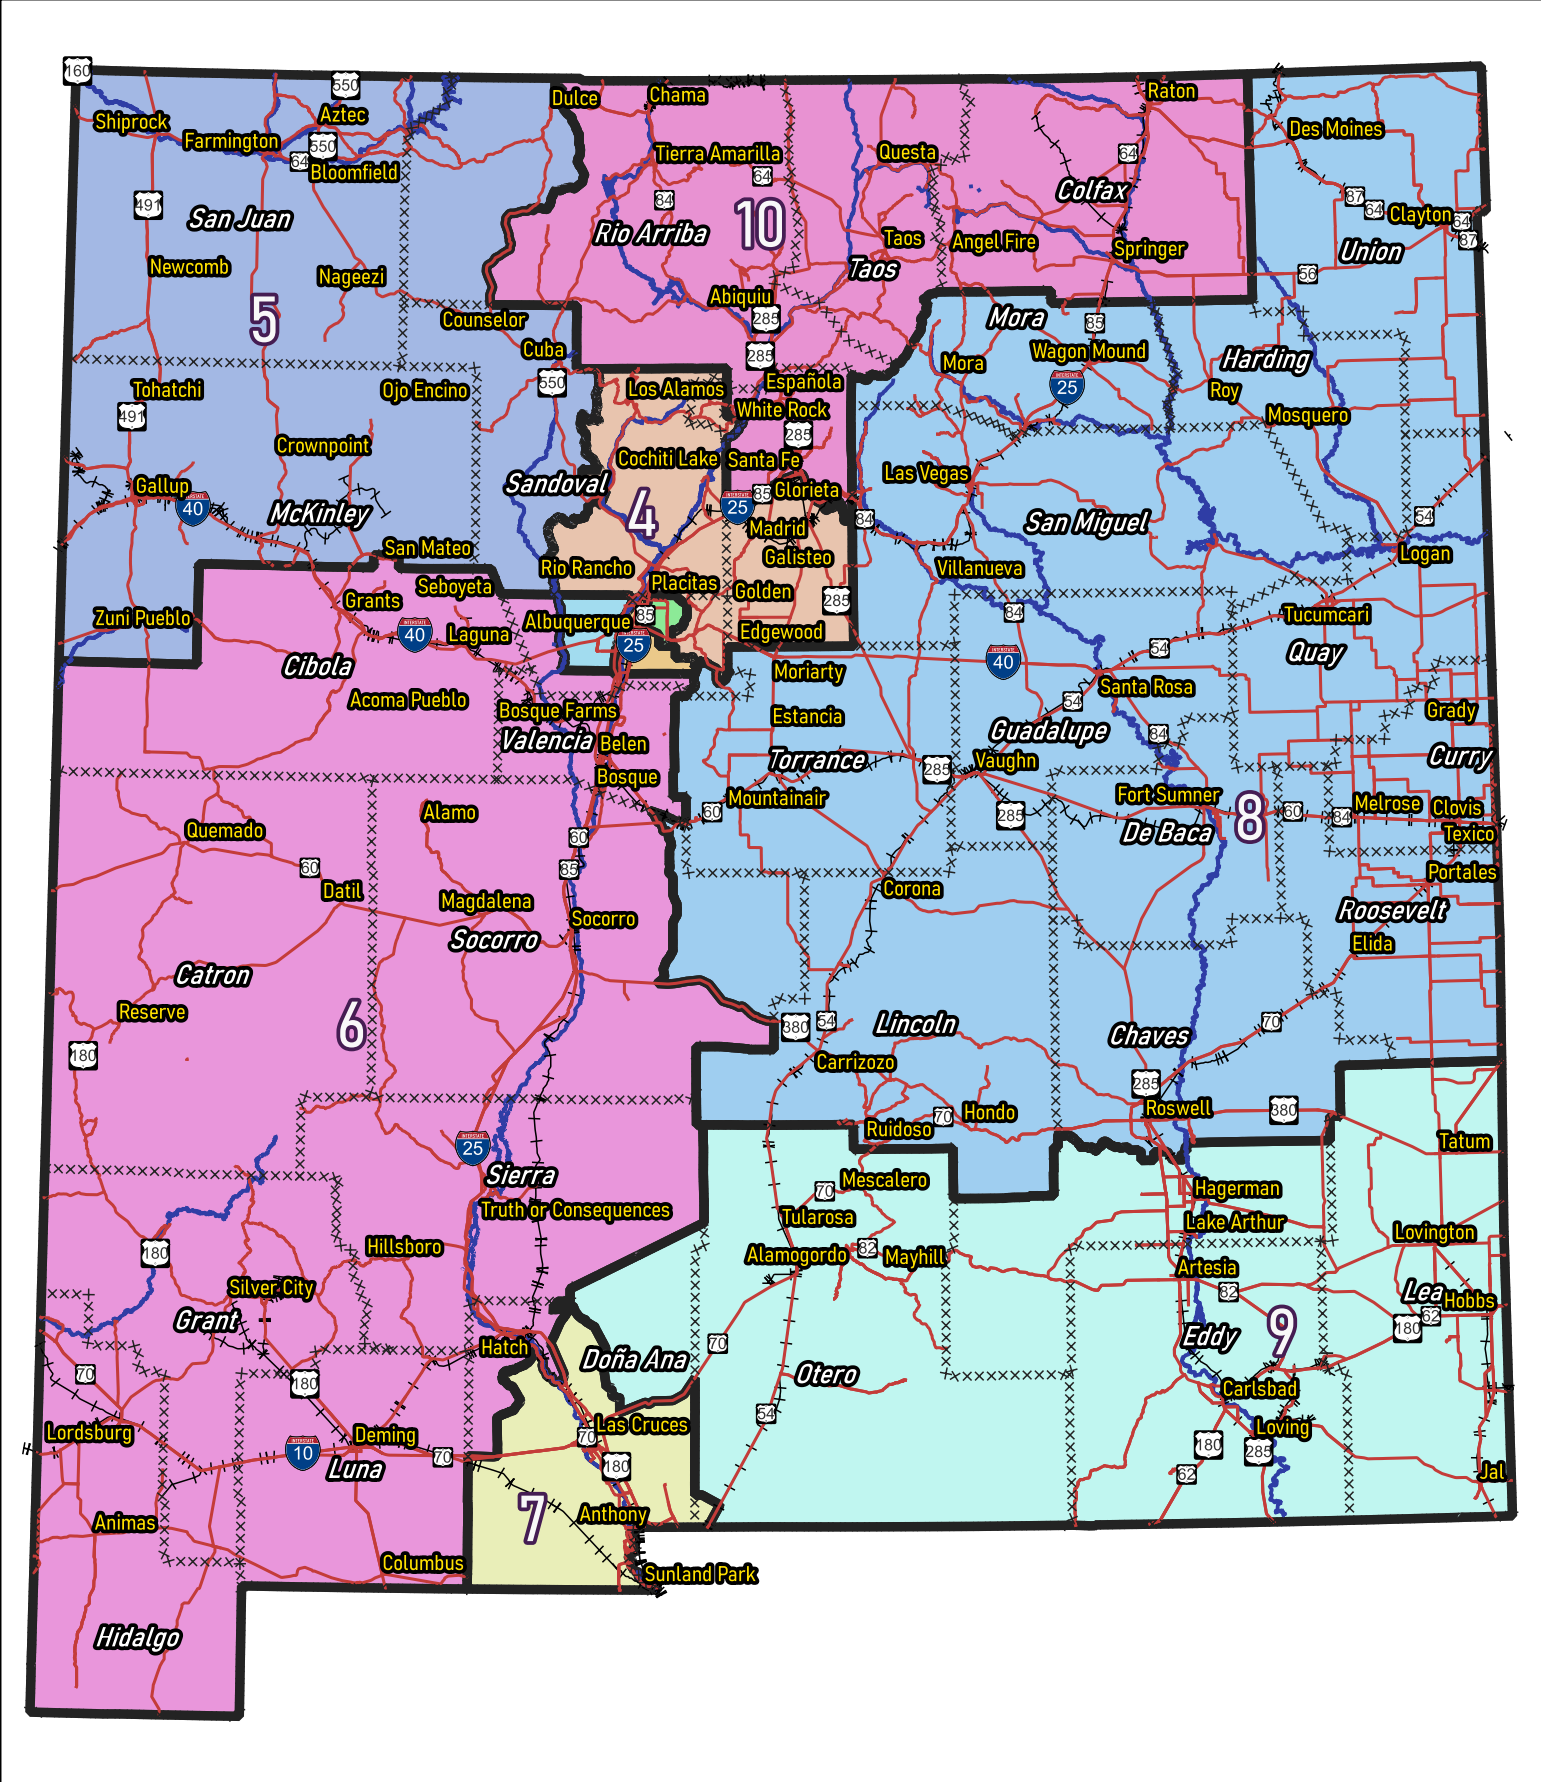 160
550
Dulce
Chama
Raton
Shiprock
Aztec
Farmington
550
64
Bloomfield
Tierra Amarilla
64
Questa
64
Des Moines
491
San Juan
84
Rio Arriba
10
Colfax
87
64
Clayton
64
87
Taos
Angel Fire
Springer
Union
Newcomb
Nageezi
Taos
56
5
Abiquiu
285
Counselor
Mora
85
Cuba
285
Mora
Wagon Mound
Harding
Tohatchi
Ojo Encino
550
Los Alamos
Española
INTERSTATE
25
Roy
491
White Rock
Mosquero
Crownpoint
285
Cochiti Lake
Santa Fe
Las Vegas
Gallup
INTERSTATE
40
Sandoval
85
Glorieta
McKinley
4
INTERSTATE
25
84
San Miguel
54
Madrid
San Mateo
Galisteo
Logan
Rio Rancho
Villanueva
Seboyeta
Placitas
Golden
Grants
285
84
Tucumcari
Zuni Pueblo
INTERSTATE
40
Laguna
Albuquerque
85
Edgewood
INTERSTATE
25
54
Quay
Cibola
INTERSTATE
40
Moriarty
Santa Rosa
Acoma Pueblo
54
Bosque Farms
Estancia
Grady
Valencia
Belen
Guadalupe
84
Torrance
Curry
Bosque
285
Vaughn
Alamo
Mountainair
60
Fort Sumner
8
60
Melrose
Clovis
285
84
Quemado
60
De Baca
Texico
60
85
Portales
Datil
Corona
Magdalena
Socorro
Roosevelt
Socorro
Elida
Catron
Reserve
6
380
54
Lincoln
Chaves
70
180
Carrizozo
285
70
Hondo
Roswell
380
Ruidoso
INTERSTATE
25
Tatum
Sierra
70
Mescalero
Hagerman
Truth or Consequences
Tularosa
Lake Arthur
180
Hillsboro
Alamogordo
82
Mayhill
Lovington
Artesia
Silver City
82
Lea
Hobbs
Grant
62
180
Hatch
70
Eddy
9
Doña Ana
70
180
Otero
Carlsbad
54
Lordsburg
Las Cruces
Loving
Deming
70
INTERSTATE
10
70
180
180
285
Luna
62
Jal
Animas
7
Anthony
Columbus
Sunland Park
Hidalgo